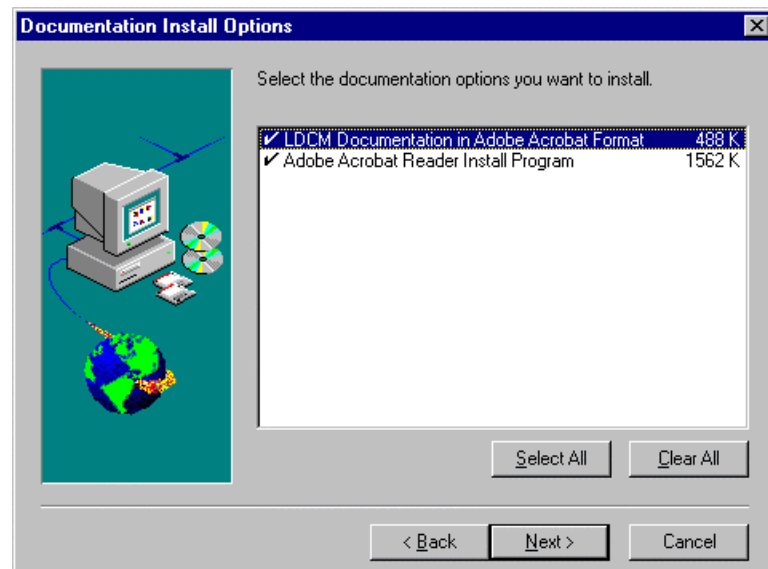 Documentation Install Options
Select the documentation options you want to install.
✔ LDCM Documentation in Adobe Acrobat Format 488 K
✔ Adobe Acrobat Reader Install Program 1562 K
Select All Clear All
< Back Next > Cancel